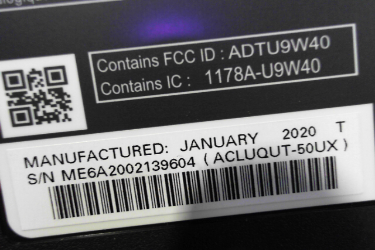 Contains FCC ID : ADTU9W40
Contains IC : 1178A-U9W40
MANUFACTURED: JANUARY 2020 T
S/N ME6A2002139604 ( ACLUQUT-50UX )